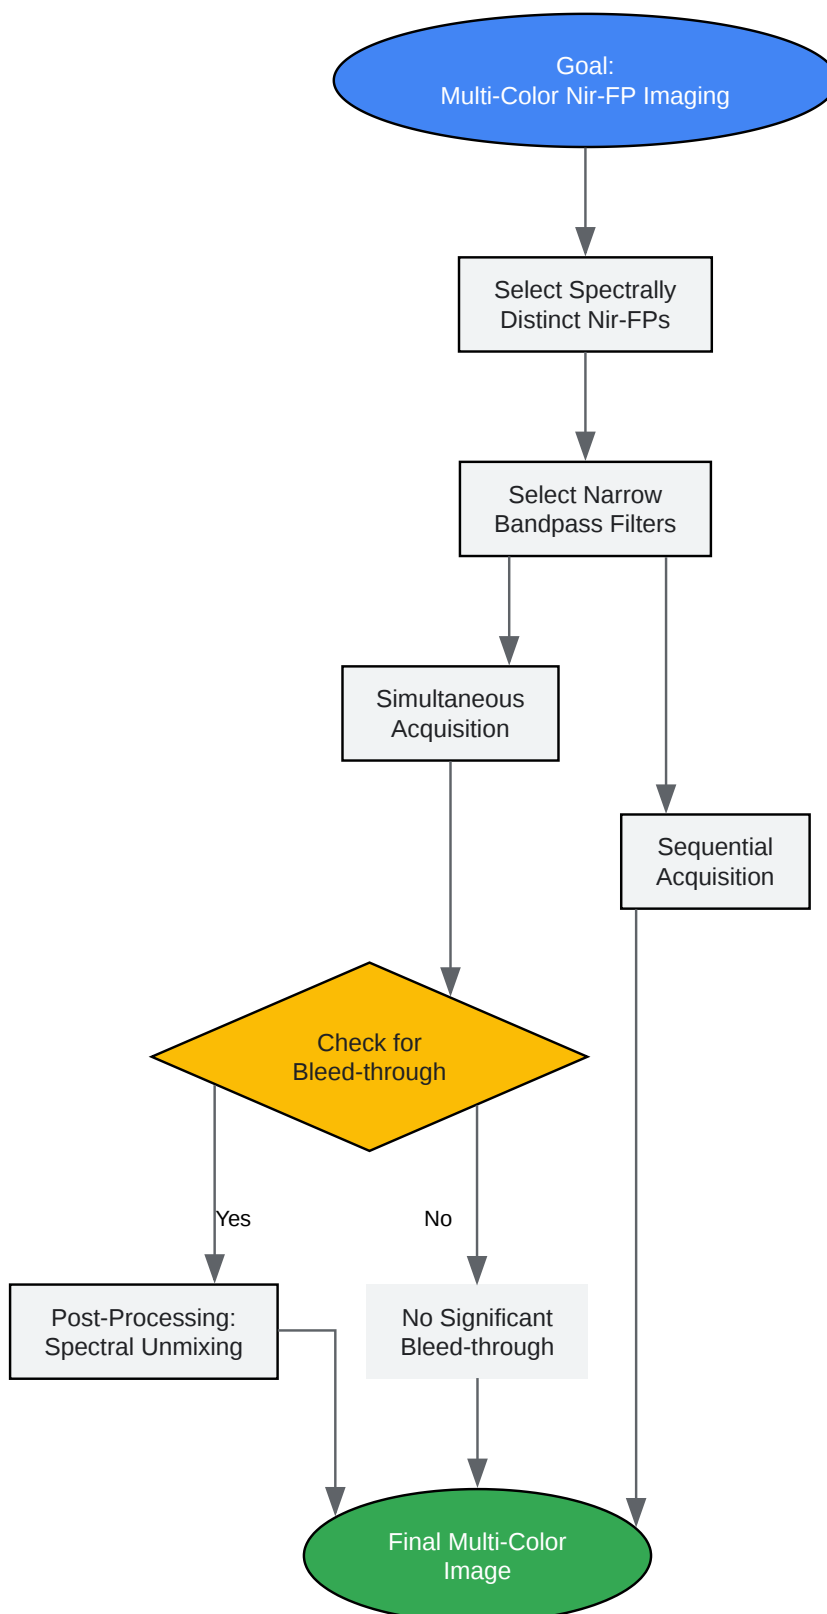 Goal:
Multi-Color Nir-FP Imaging
Select Spectrally
Distinct Nir-FPs
Select Narrow
Bandpass Filters
Simultaneous
Acquisition
Sequential
Acquisition
Check for
Bleed-through
Yes
No
Post-Processing:
Spectral Unmixing
No Significant
Bleed-through
Final Multi-Color
Image